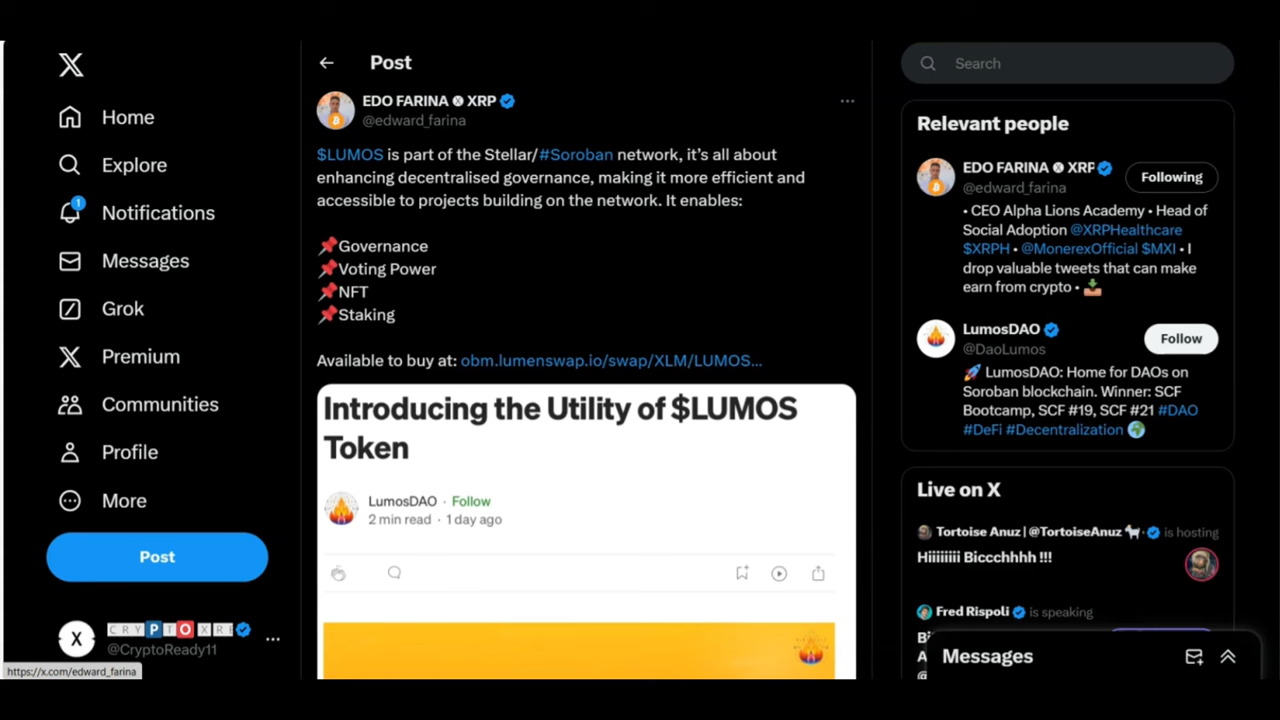 Home
Explore
1
Notifications
Messages
Grok
Premium
Communities
Profile
More
Post
CRYPTOXRE
@CryptoReady11
https://x.com/edward_farina
Post
EDO FARINA XRP
@edward_farina
$LUMOS is part of the Stellar/#Soroban network, it's all about
enhancing decentralised governance, making it more efficient and
accessible to projects building on the network. It enables:
📌Governance
📌Voting Power
📌NFT
📌Staking
Available to buy at: obm.lumenswap.io/swap/XLM/LUMOS...
Introducing the Utility of $LUMOS
Token
LumosDAO · Follow
2 min read · 1 day ago
Search
Relevant people
EDO FARINA XRP
@edward_farina
Following
• CEO Alpha Lions Academy • Head of
Social Adoption @XRPHealthcare
$XRPH • @MonerexOfficial $MXI • I
drop valuable tweets that can make
earn from crypto • 📥
LumosDAO
@DaoLumos
Follow
🚀 LumosDAO: Home for DAOs on
Soroban blockchain. Winner: SCF
Bootcamp, SCF #19, SCF #21 #DAO
#DeFi #Decentralization 🌍
Live on X
Tortoise Anuz | @TortoiseAnuz 🐐 · is hosting
Hiiiiiiii Biccchhhh !!!
Fred Rispoli is speaking
Messages